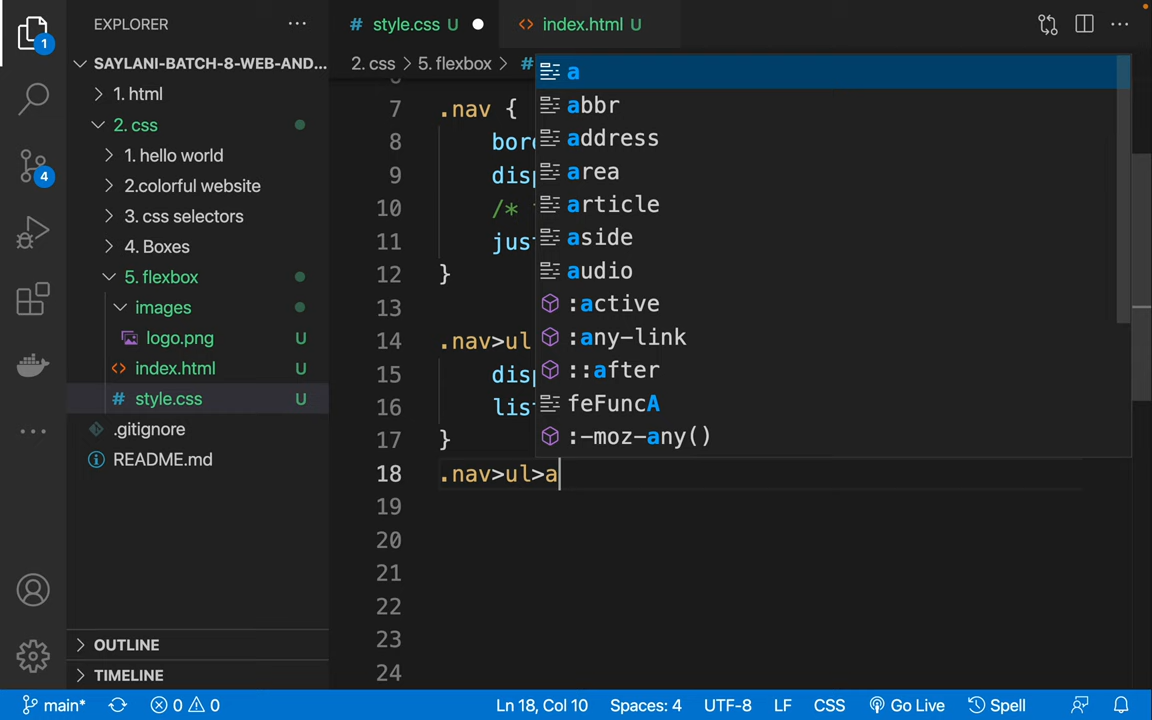 EXPLORER
1
SAYLANI-BATCH-8-WEB-AND...
1. html
2. css
1. hello world
2.colorful website
3. css selectors
4. Boxes
5. flexbox
images
logo.png U
index.html U
style.css U
.gitignore
README.md
4
OUTLINE
TIMELINE
# style.css U
<> index.html U
2. css > 5. flexbox > #
7 .nav {
8 bord
9 disp
10 /*
11 just
12 }
13
14 .nav>ul
15 disp
16 list
17 }
18 .nav>ul>a
19
20
21
22
23
24
a
abbr
address
area
article
aside
audio
:active
:any-link
::after
feFuncA
:-moz-any()
main* 0 0 Ln 18, Col 10 Spaces: 4 UTF-8 LF CSS Go Live Spell